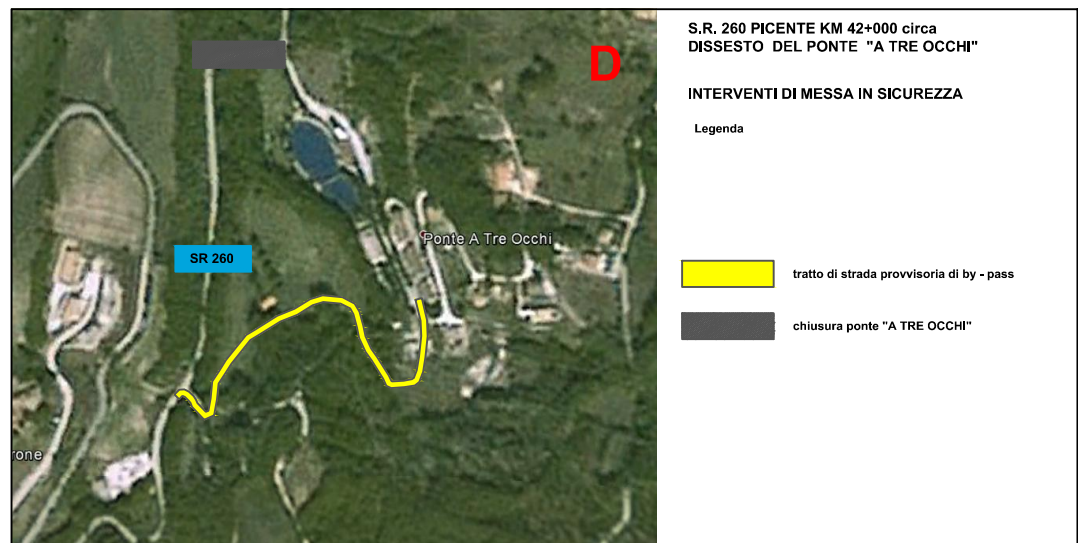 D
SR 260
Ponte A Tre Occhi
rone
S.R. 260 PICENTE KM 42+000 circa
DISSESTO DEL PONTE "A TRE OCCHI"
INTERVENTI DI MESSA IN SICUREZZA
Legenda
tratto di strada provvisoria di by - pass
chiusura ponte "A TRE OCCHI"